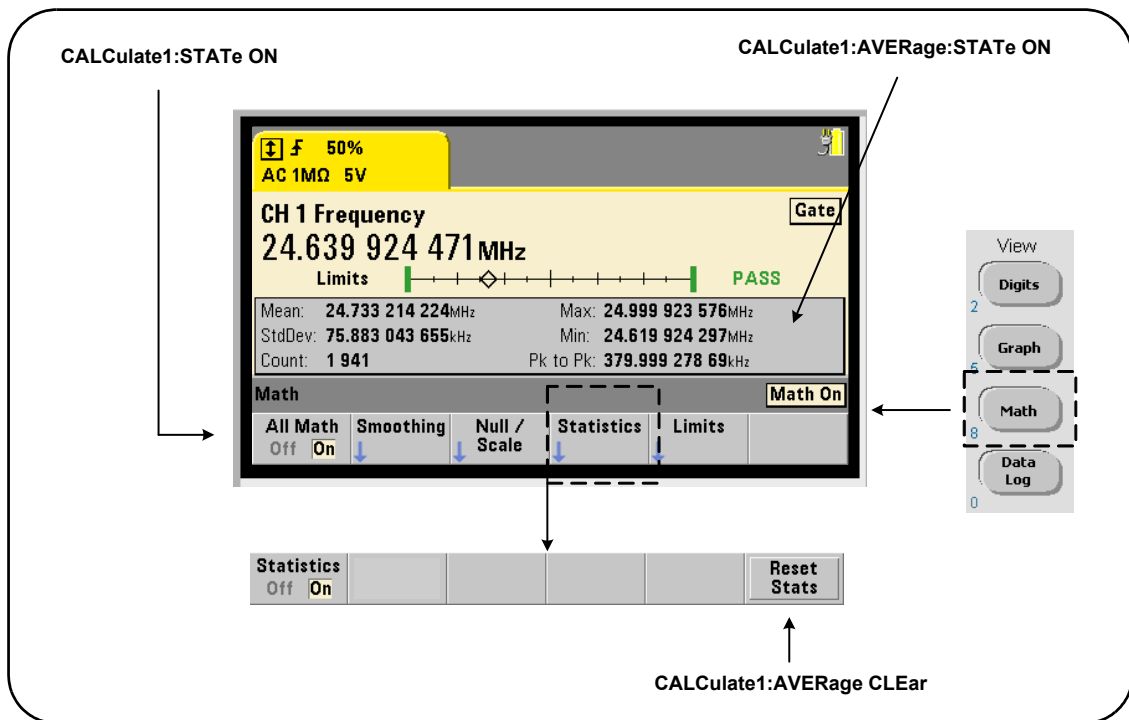 CALCulate1:STATe ON
CALCulate1:AVERage:STATe ON
50%
AC 1MΩ 5V
CH 1 Frequency
Gate
24.639 924 471 MHz
Limits
PASS
Mean: 24.733 214 224MHz Max: 24.999 923 576MHz
StdDev: 75.883 043 655kHz Min: 24.619 924 297MHz
Count: 1 941 Pk to Pk: 379.999 278 69kHz
Math
Math On
All Math
Off On
Smoothing
Null /
Scale
Statistics
Limits
View
Digits
2
Graph
5
Math
8
Data
Log
0
Statistics
Off On
Reset
Stats
CALCulate1:AVERage CLEar